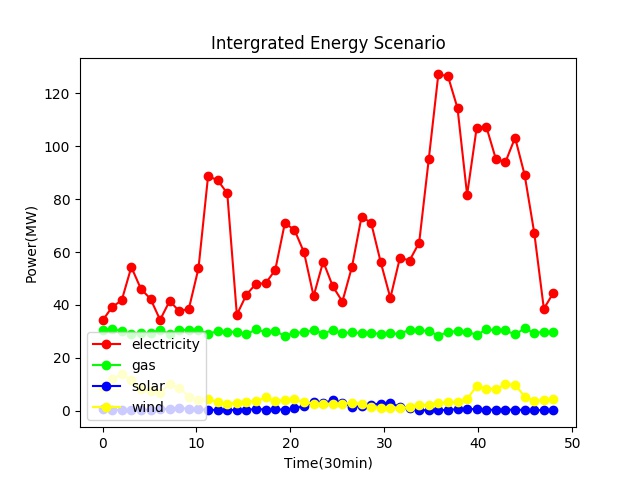 Intergrated Energy Scenario
Power(MW)
120
100
80
60
40
20
0
electricity
gas
solar
wind
0 10 20 30 40 50
Time(30min)